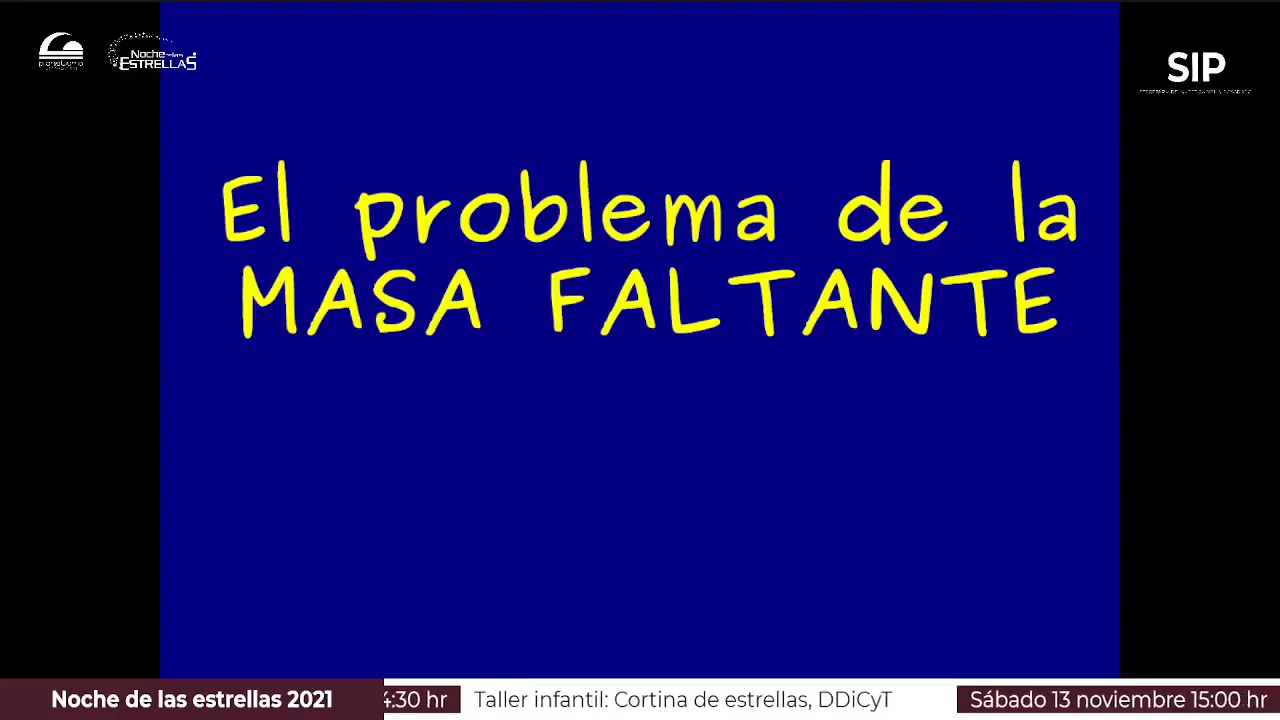 Noche de las
ESTRELLAS
SIP
El problema de la
MASA FALTANTE
Noche de las estrellas 2021
4:30 hr
Taller infantil: Cortina de estrellas, DDiCyT
Sábado 13 noviembre 15:00 hr